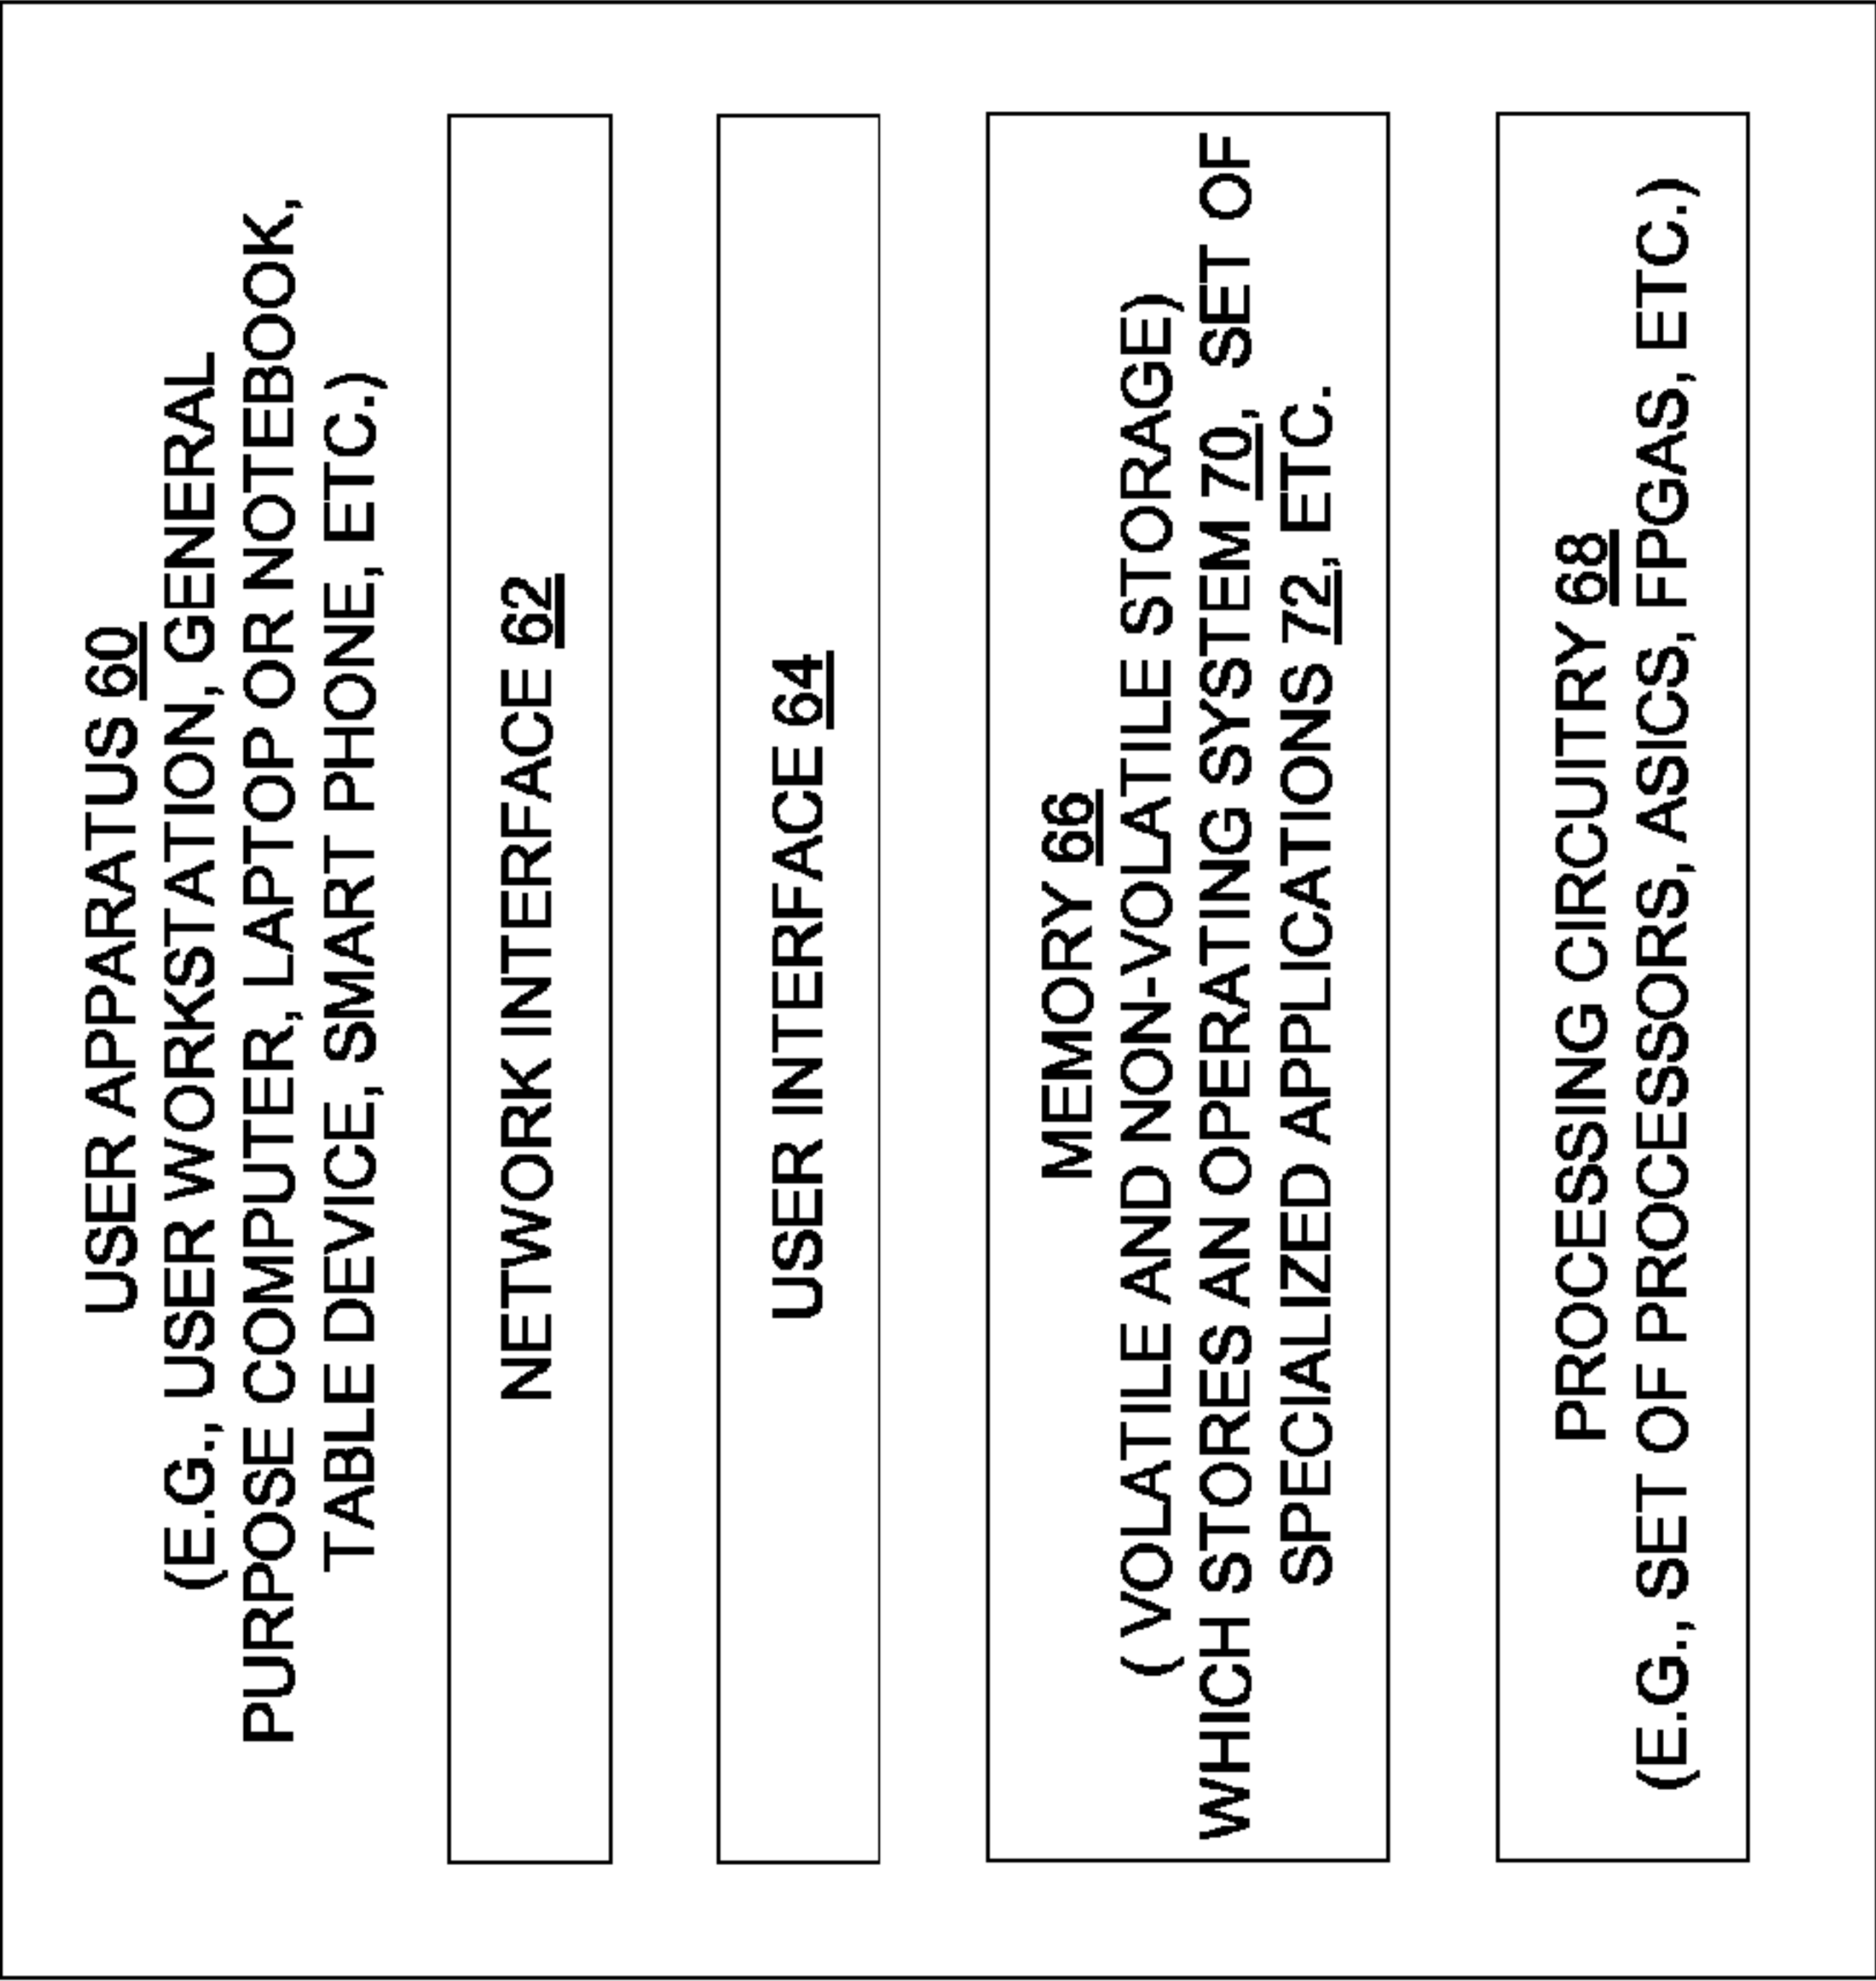 USER APPARATUS 60
(E.G., USER WORKSTATION, GENERAL
PURPOSE COMPUTER, LAPTOP OR NOTEBOOK,
TABLE DEVICE, SMART PHONE, ETC.)
NETWORK INTERFACE 62
USER INTERFACE 64
MEMORY 66
( VOLATILE AND NON-VOLATILE STORAGE)
WHICH STORES AN OPERATING SYSTEM 70, SET OF
SPECIALIZED APPLICATIONS 72, ETC.
PROCESSING CIRCUITRY 68
(E.G., SET OF PROCESSORS, ASICS, FPGAS, ETC.)